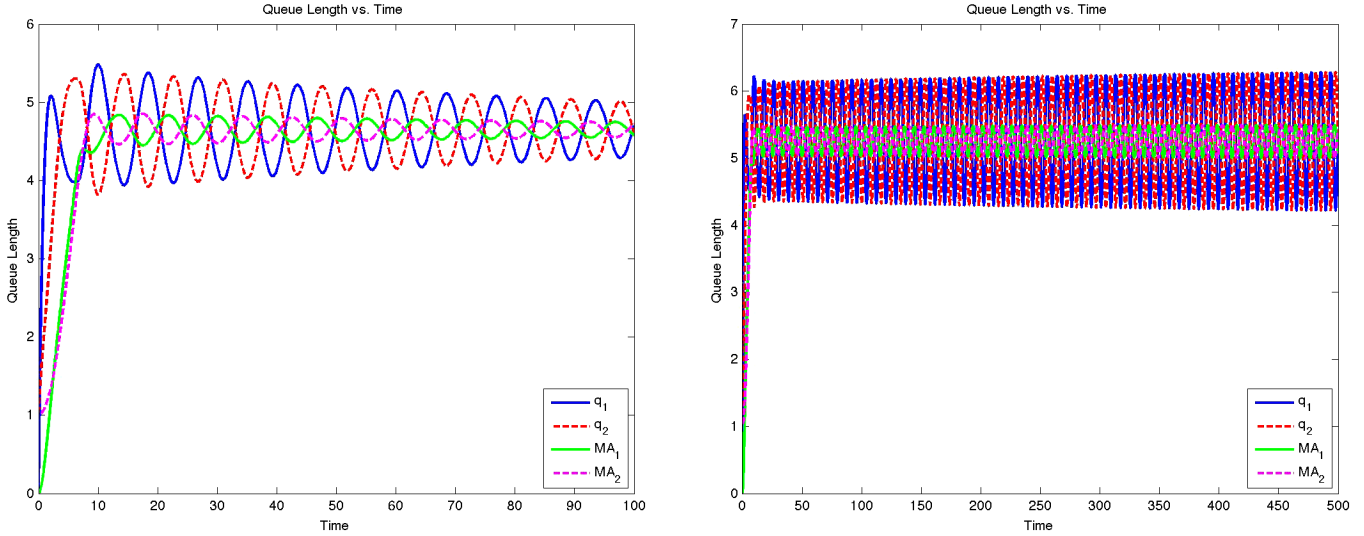 Queue Length vs. Time
Queue Length
6
5
4
3
2
1
0
0 10 20 30 40 50 60 70 80 90 100
Time
q1
q2
MA1
MA2
Queue Length vs. Time
Queue Length
7
6
5
4
3
2
1
0
0 50 100 150 200 250 300 350 400 450 500
Time
q1
q2
MA1
MA2